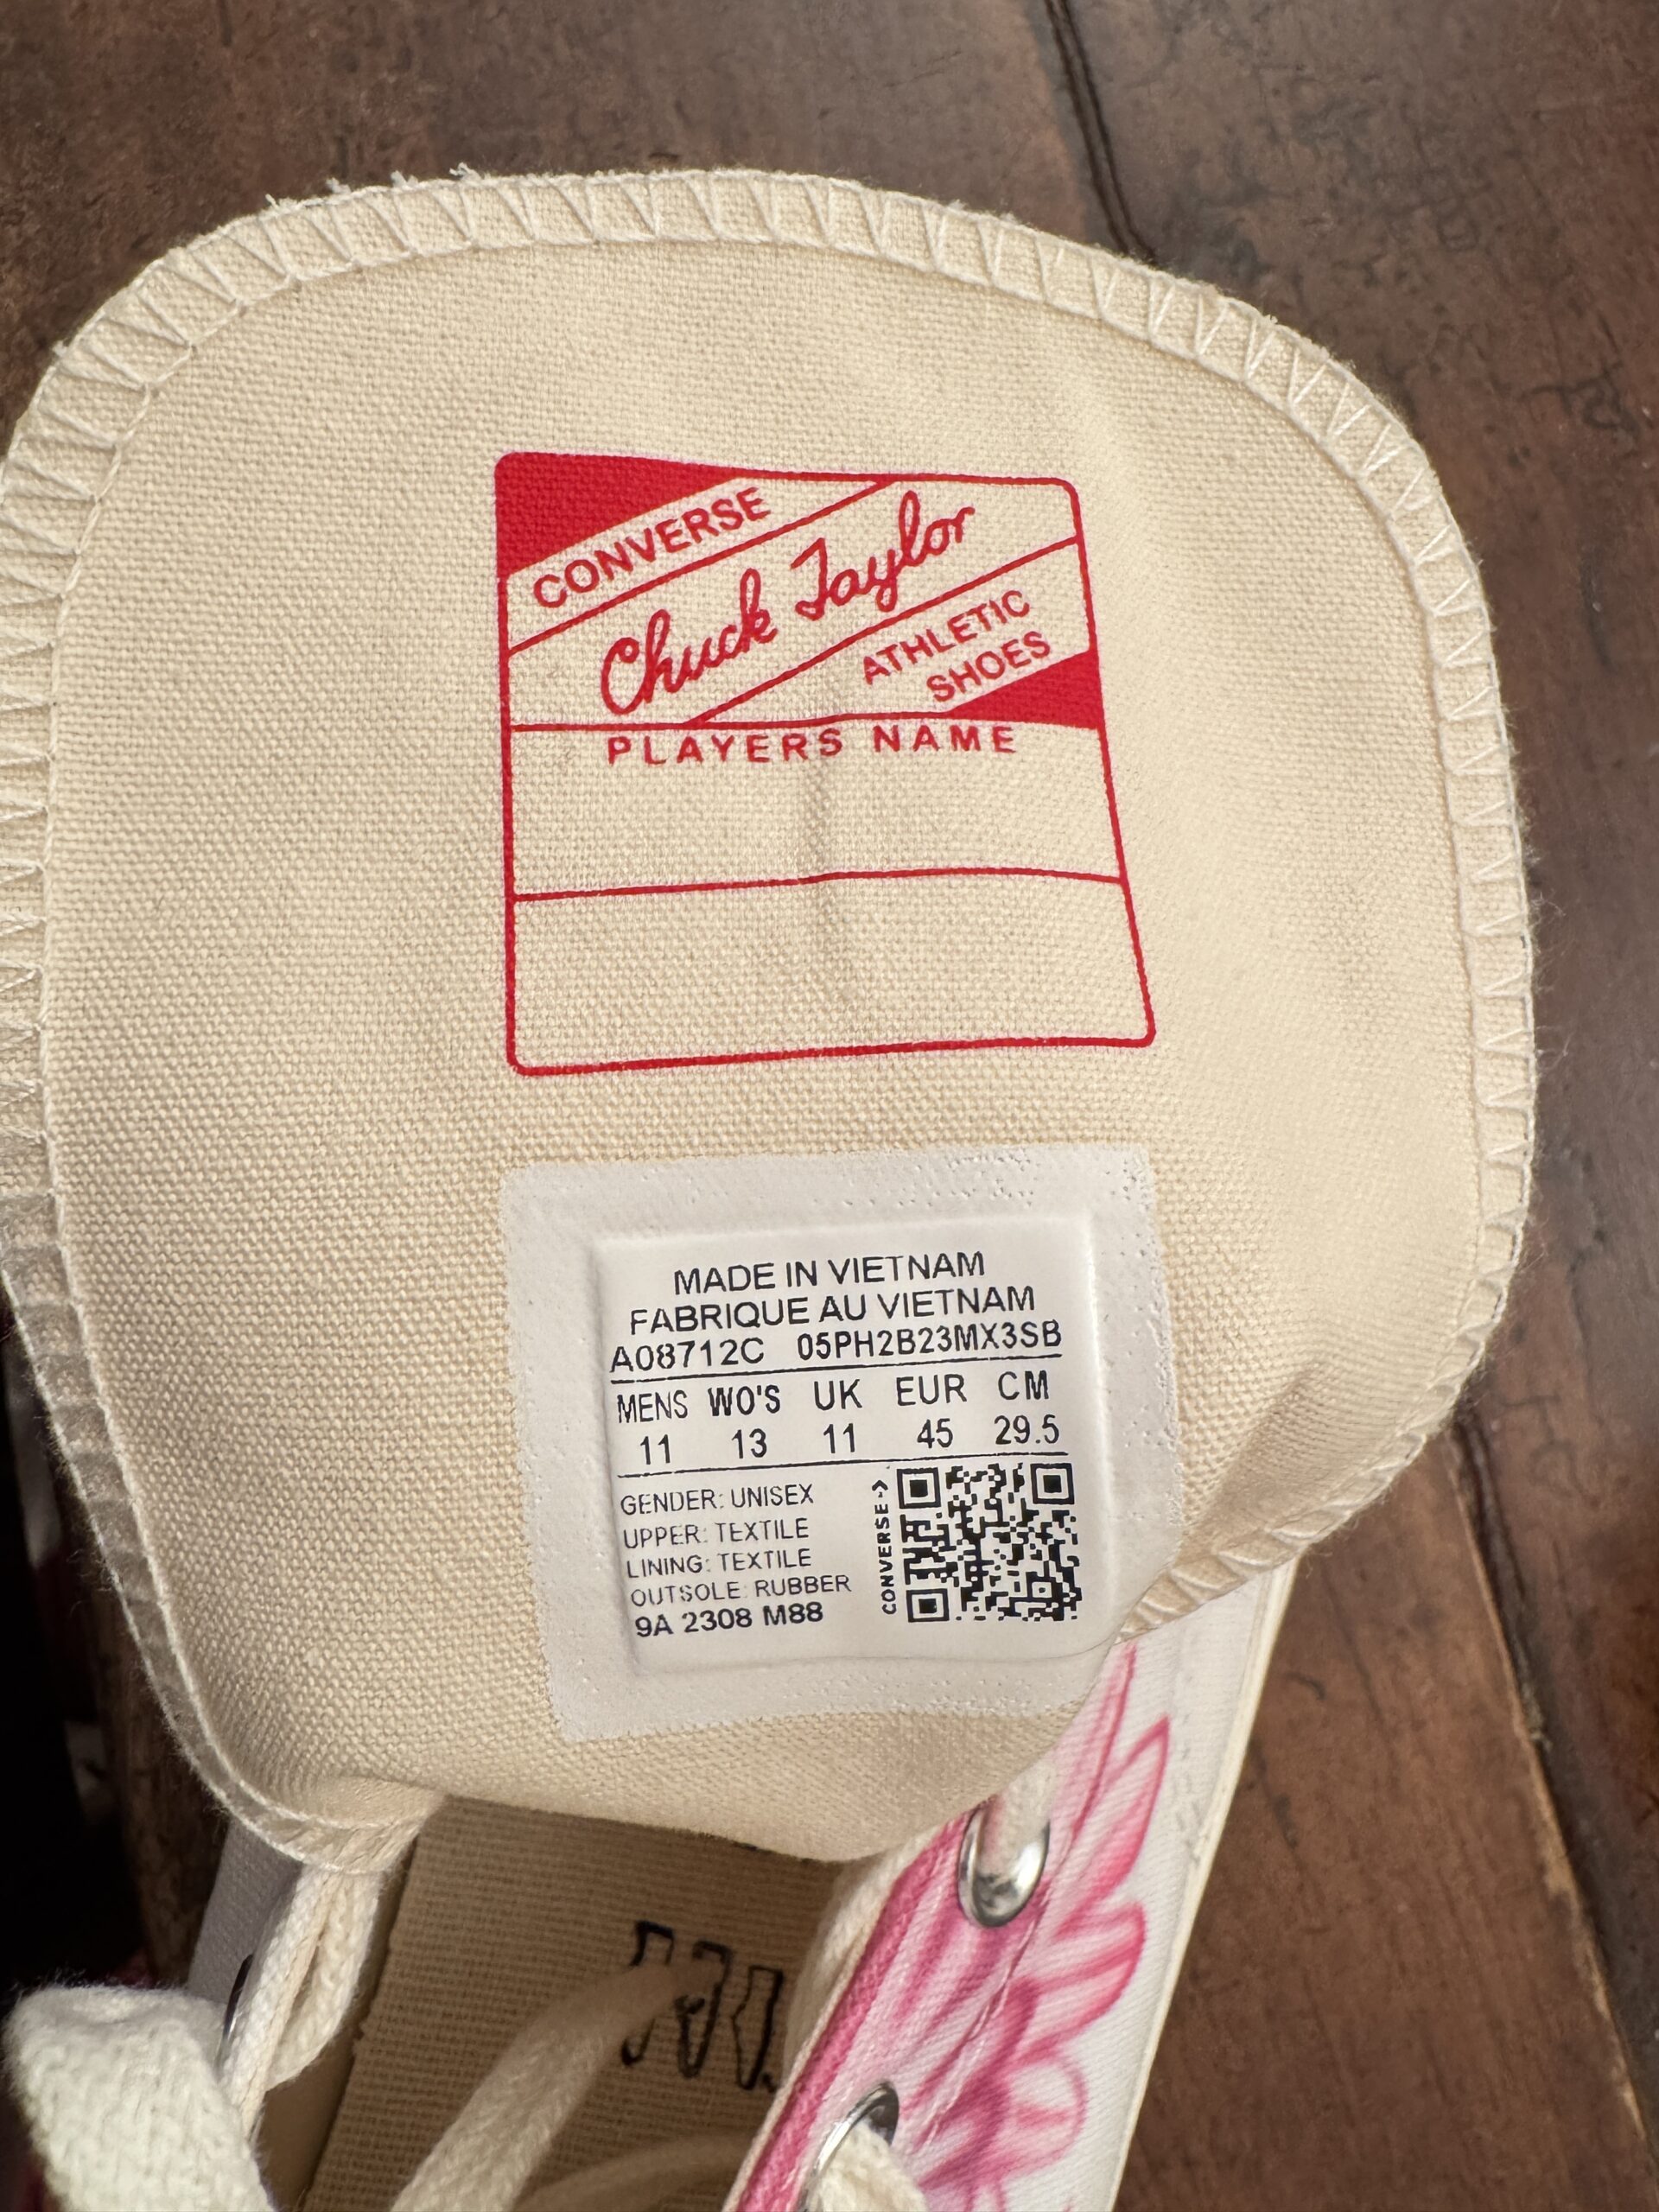 CONVERSE
Chuck Taylor
ATHLETIC
SHOES
PLAYERS NAME
MADE IN VIETNAM
FABRIQUE AU VIETNAM
A08712C 05PH2B23MX3SB
MENS WO'S UK EUR CM
11 13 11 45 29.5
GENDER: UNISEX
UPPER: TEXTILE
LINING: TEXTILE
OUTSOLE: RUBBER
9A 2308 M88
CONVERSE